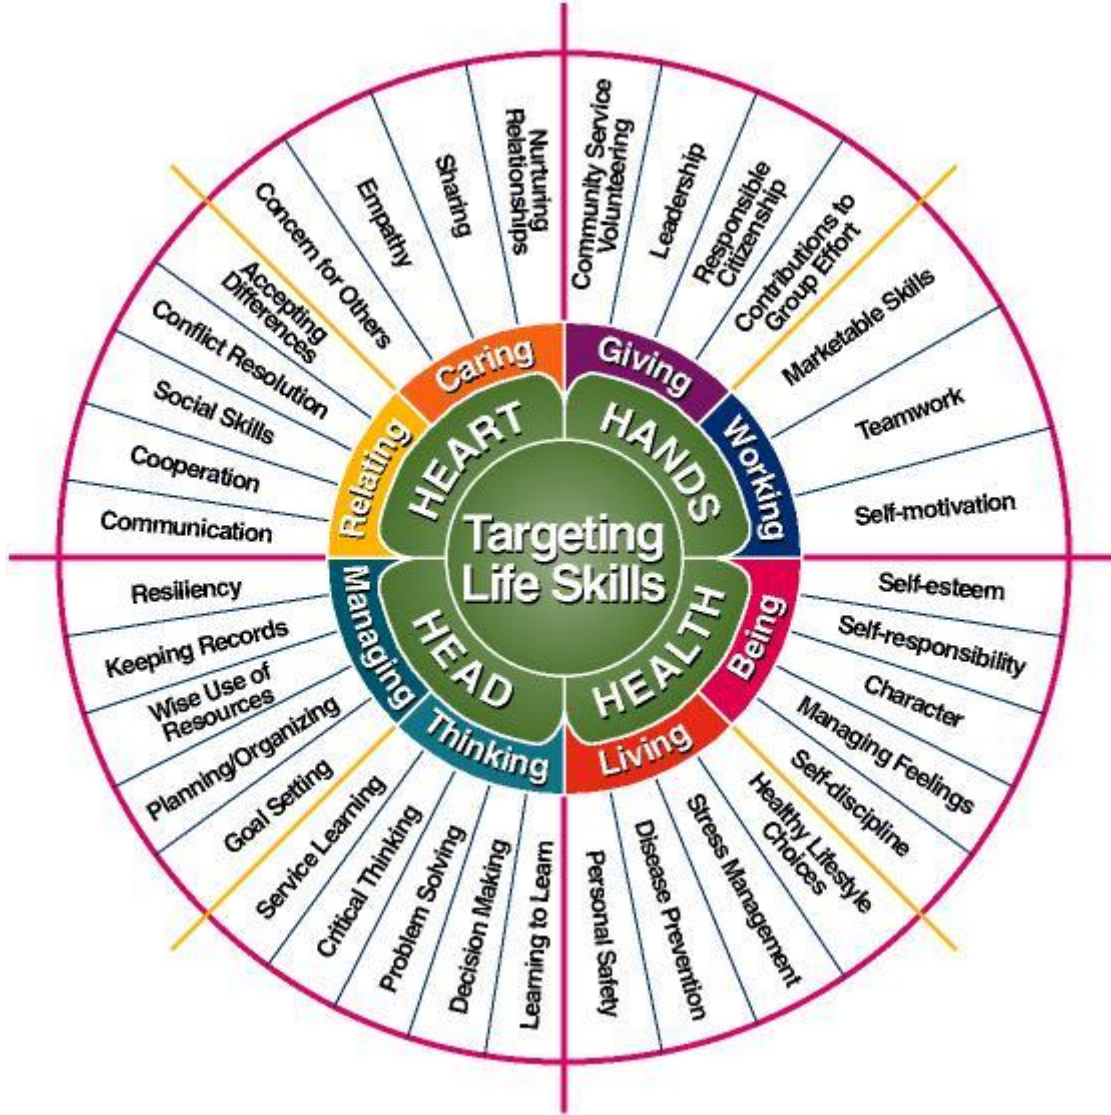 Targeting
Life Skills
HEART
HANDS
HEALTH
HEAD
Caring
Giving
Working
Being
Living
Thinking
Managing
Relating
Nurturing
Relationships
Sharing
Empathy
Concern for Others
Community Service
Volunteering
Leadership
Responsible
Citizenship
Contributions to
Group Effort
Marketable Skills
Teamwork
Self-motivation
Self-esteem
Self-responsibility
Character
Managing Feelings
Self-discipline
Healthy Lifestyle
Choices
Stress Management
Disease Prevention
Personal Safety
Learning to Learn
Decision Making
Problem Solving
Critical Thinking
Service Learning
Goal Setting
Planning/Organizing
Wise Use of
Resources
Keeping Records
Resiliency
Communication
Cooperation
Social Skills
Conflict Resolution
Accepting
Differences